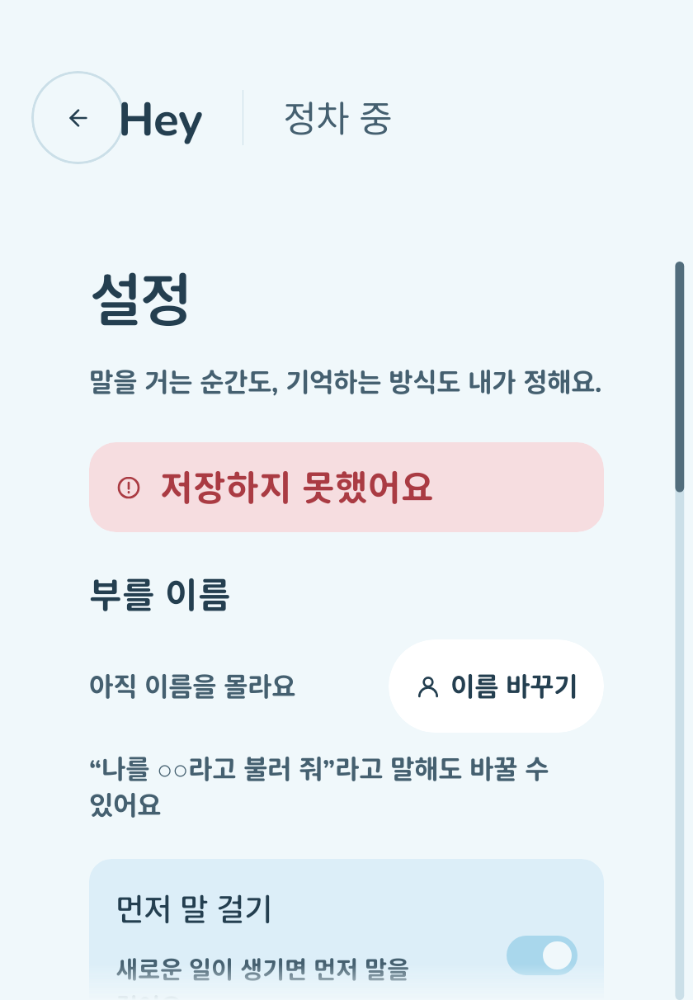 Hey
정차 중
설정
말을 거는 순간도, 기억하는 방식도 내가 정해요.
저장하지 못했어요
부를 이름
아직 이름을 몰라요
이름 바꾸기
“나를 ○○라고 불러 줘”라고 말해도 바꿀 수
있어요
먼저 말 걸기
새로운 일이 생기면 먼저 말을